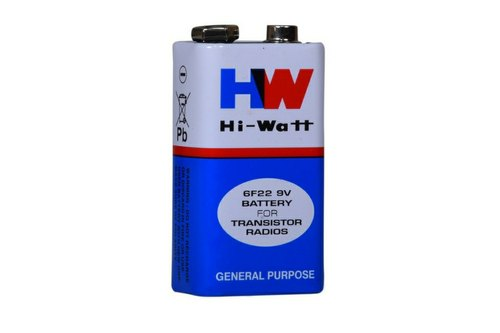 HW
Hi-Watt
Pb
6F22 9V
BATTERY
FOR
TRANSISTOR
RADIOS
GENERAL PURPOSE